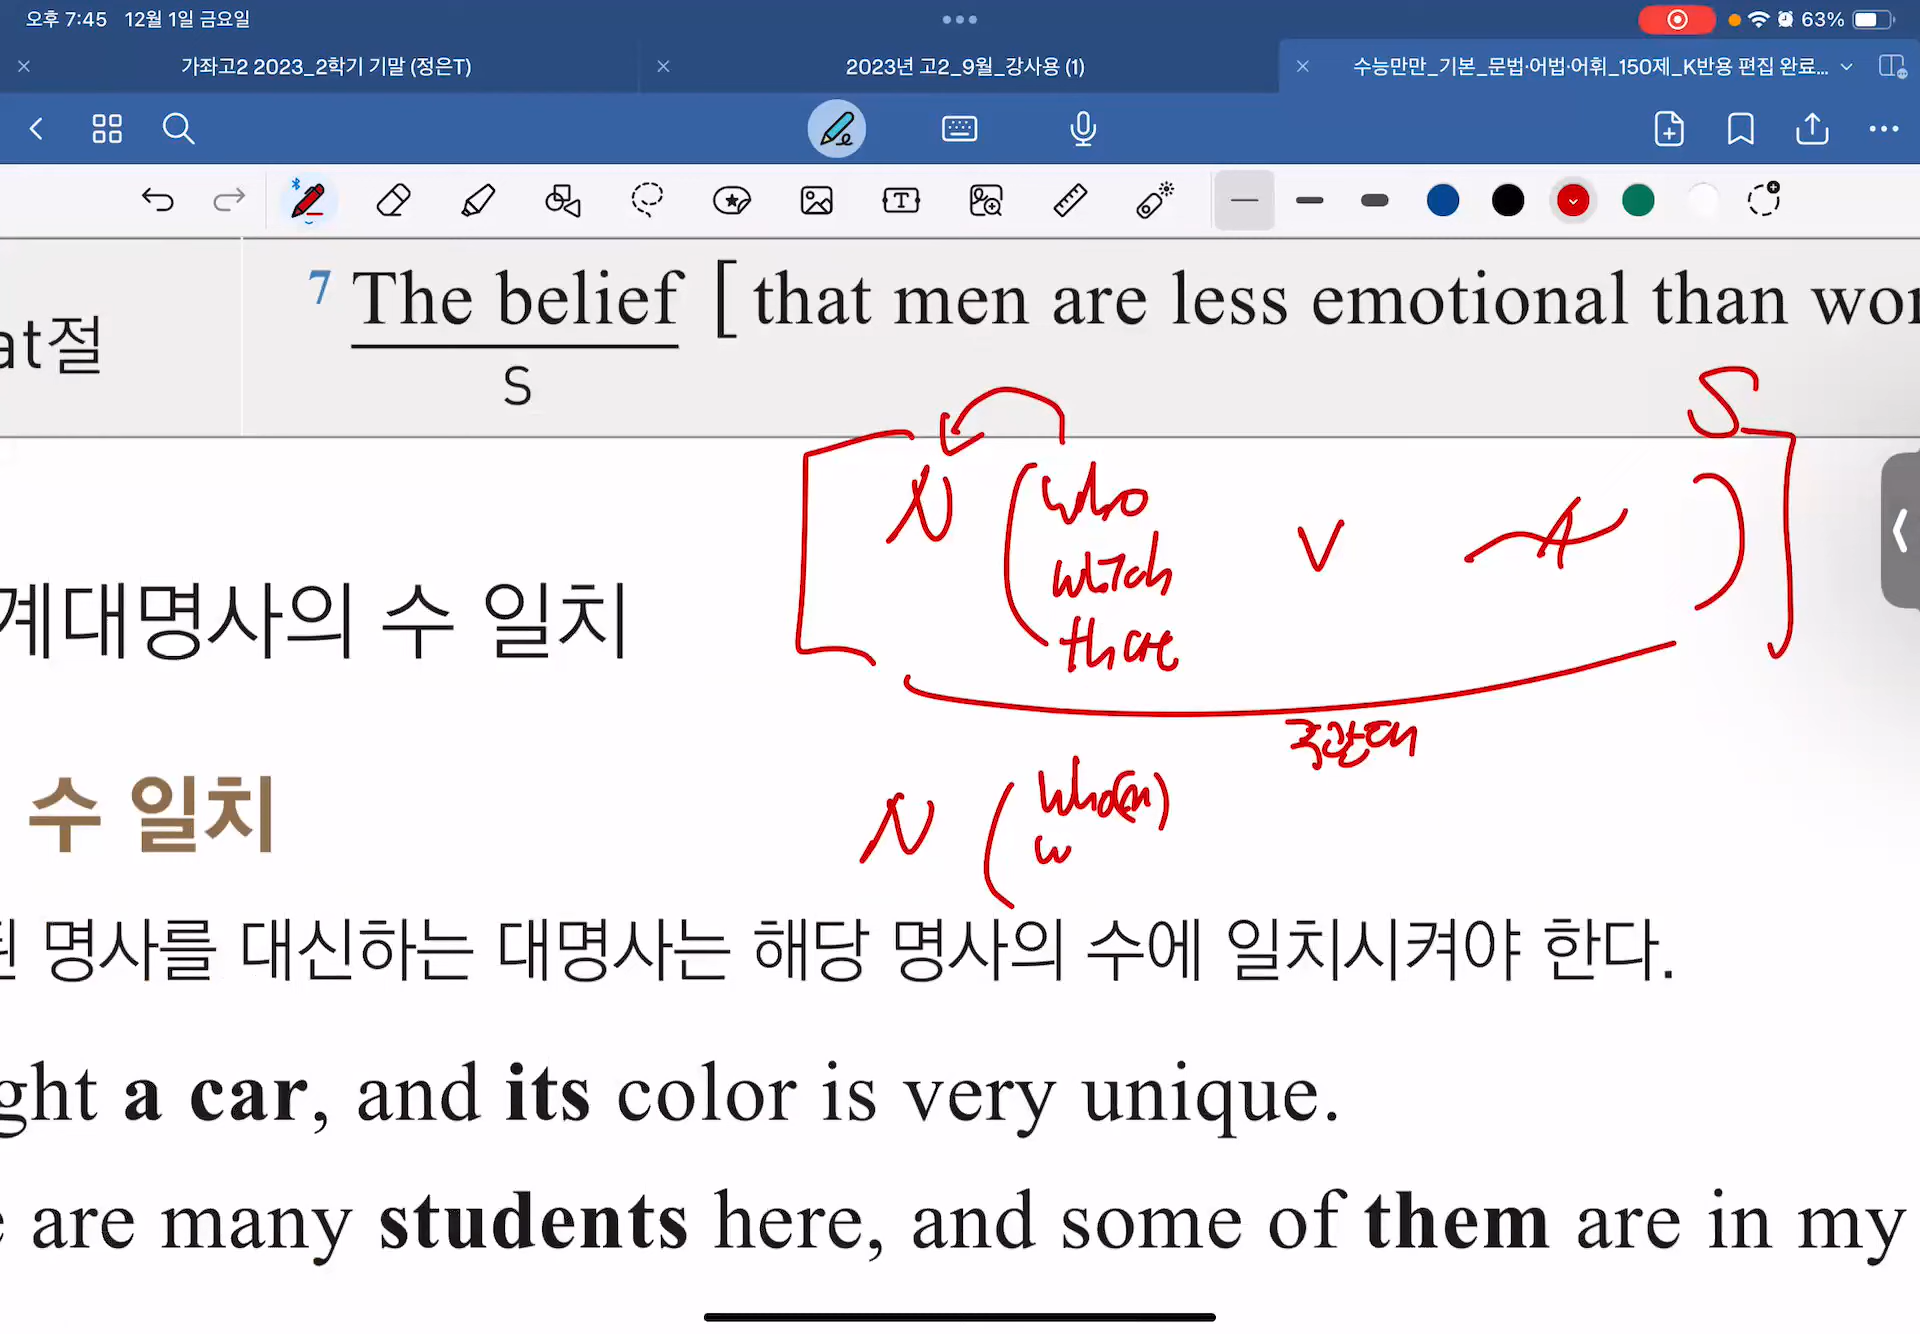 오후 7:45 12월 1일 금요일
63%
가좌고2 2023_2학기 기말 (정은T)
2023년 고2_9월_강사용 (1)
수능만만_기본_문법·어법·어휘_150제_K반용 편집 완료...
7 The belief [ that men are less emotional than wor
at절
S
S
N ( who V )
which
that
계대명사의 수 일치
주관대
N ( who(m)
w
수 일치
된 명사를 대신하는 대명사는 해당 명사의 수에 일치시켜야 한다.
ght a car, and its color is very unique.
e are many students here, and some of them are in my